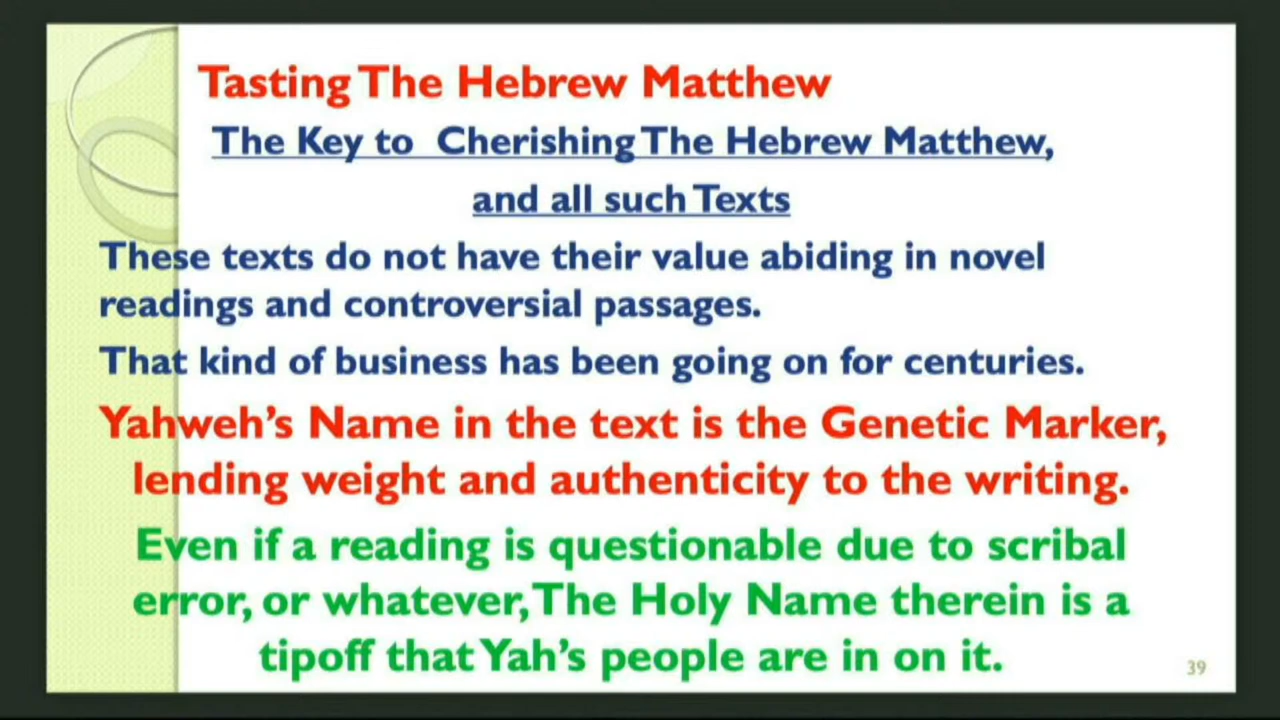 Tasting The Hebrew Matthew
The Key to Cherishing The Hebrew Matthew,
and all such Texts
These texts do not have their value abiding in novel
readings and controversial passages.
That kind of business has been going on for centuries.
Yahweh's Name in the text is the Genetic Marker,
lending weight and authenticity to the writing.
Even if a reading is questionable due to scribal
error, or whatever, The Holy Name therein is a
tipoff that Yah's people are in on it.
39